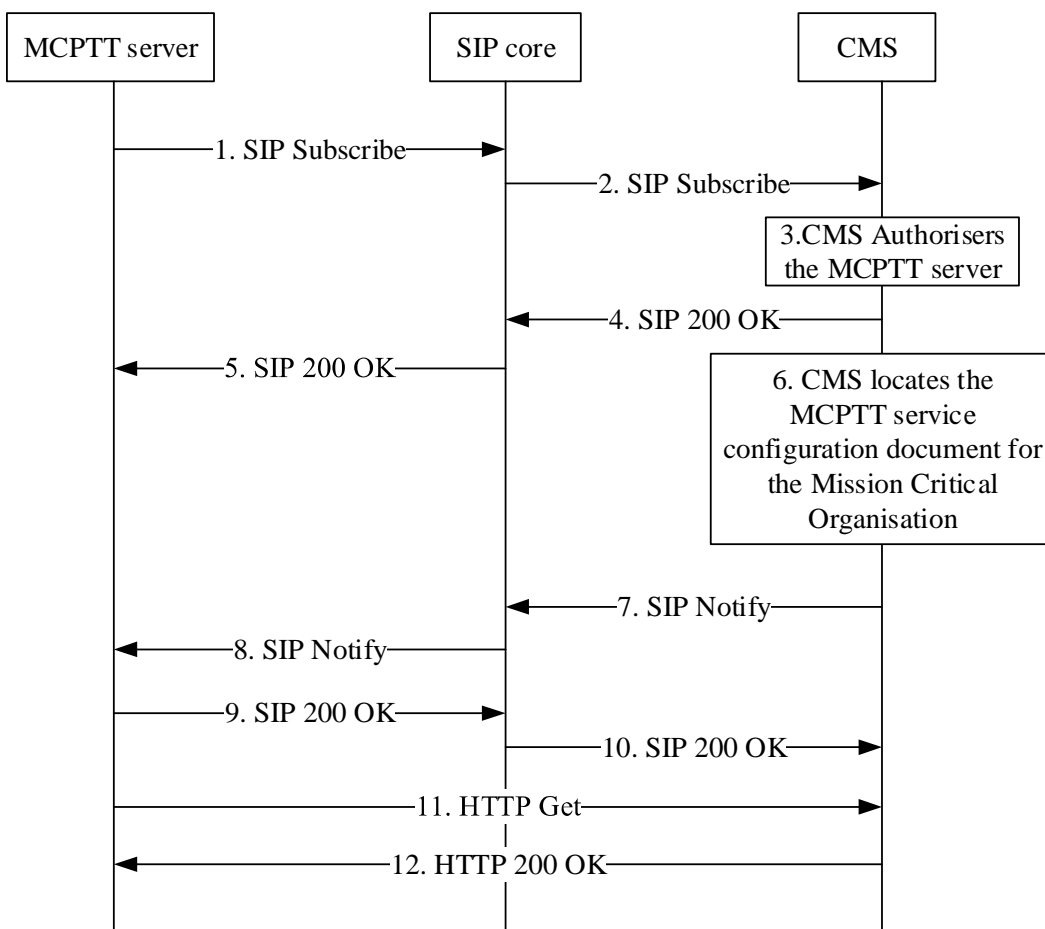 MCPTT server
SIP core
CMS
1. SIP Subscribe
2. SIP Subscribe
3.CMS Authorisers
the MCPTT server
4. SIP 200 OK
5. SIP 200 OK
6. CMS locates the
MCPTT service
configuration document for
the Mission Critical
Organisation
7. SIP Notify
8. SIP Notify
9. SIP 200 OK
10. SIP 200 OK
11. HTTP Get
12. HTTP 200 OK